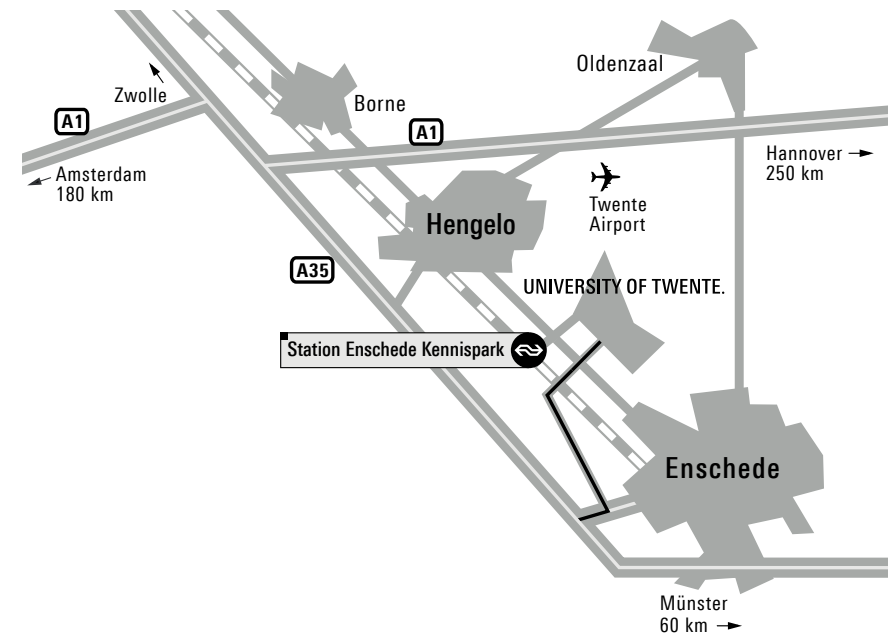 Oldenzaal
Zwolle
Borne
A1
A1
Amsterdam
180 km
Hannover
250 km
Twente
Airport
Hengelo
A35
UNIVERSITY OF TWENTE.
Station Enschede Kennispark
Enschede
Münster
60 km